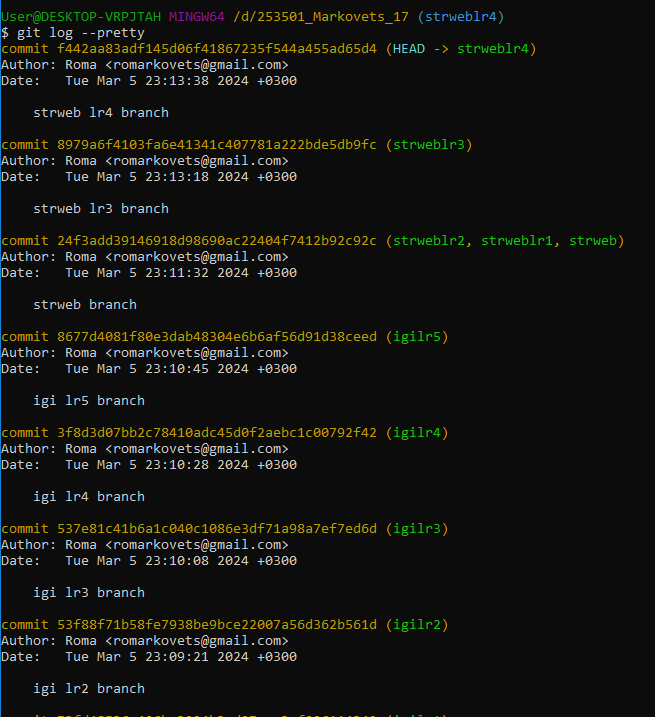 User@DESKTOP-VRPJTAH MINGW64 /d/253501_Markovets_17 (strweblr4)
$ git log --pretty
commit f442aa83adf145d06f41867235f544a455ad65d4 (HEAD -> strweblr4)
Author: Roma <romarkovets@gmail.com>
Date:   Tue Mar 5 23:13:38 2024 +0300
strweb lr4 branch
commit 8979a6f4103fa6e41341c407781a222bde5db9fc (strweblr3)
Author: Roma <romarkovets@gmail.com>
Date:   Tue Mar 5 23:13:18 2024 +0300
strweb lr3 branch
commit 24f3add39146918d98690ac22404f7412b92c92c (strweblr2, strweblr1, strweb)
Author: Roma <romarkovets@gmail.com>
Date:   Tue Mar 5 23:11:32 2024 +0300
strweb branch
commit 8677d4081f80e3dab48304e6b6af56d91d38ceed (igilr5)
Author: Roma <romarkovets@gmail.com>
Date:   Tue Mar 5 23:10:45 2024 +0300
igi lr5 branch
commit 3f8d3d07bb2c78410adc45d0f2aebc1c00792f42 (igilr4)
Author: Roma <romarkovets@gmail.com>
Date:   Tue Mar 5 23:10:28 2024 +0300
igi lr4 branch
commit 537e81c41b6a1c040c1086e3df71a98a7ef7ed6d (igilr3)
Author: Roma <romarkovets@gmail.com>
Date:   Tue Mar 5 23:10:08 2024 +0300
igi lr3 branch
commit 53f88f71b58fe7938be9bce22007a56d362b561d (igilr2)
Author: Roma <romarkovets@gmail.com>
Date:   Tue Mar 5 23:09:21 2024 +0300
igi lr2 branch